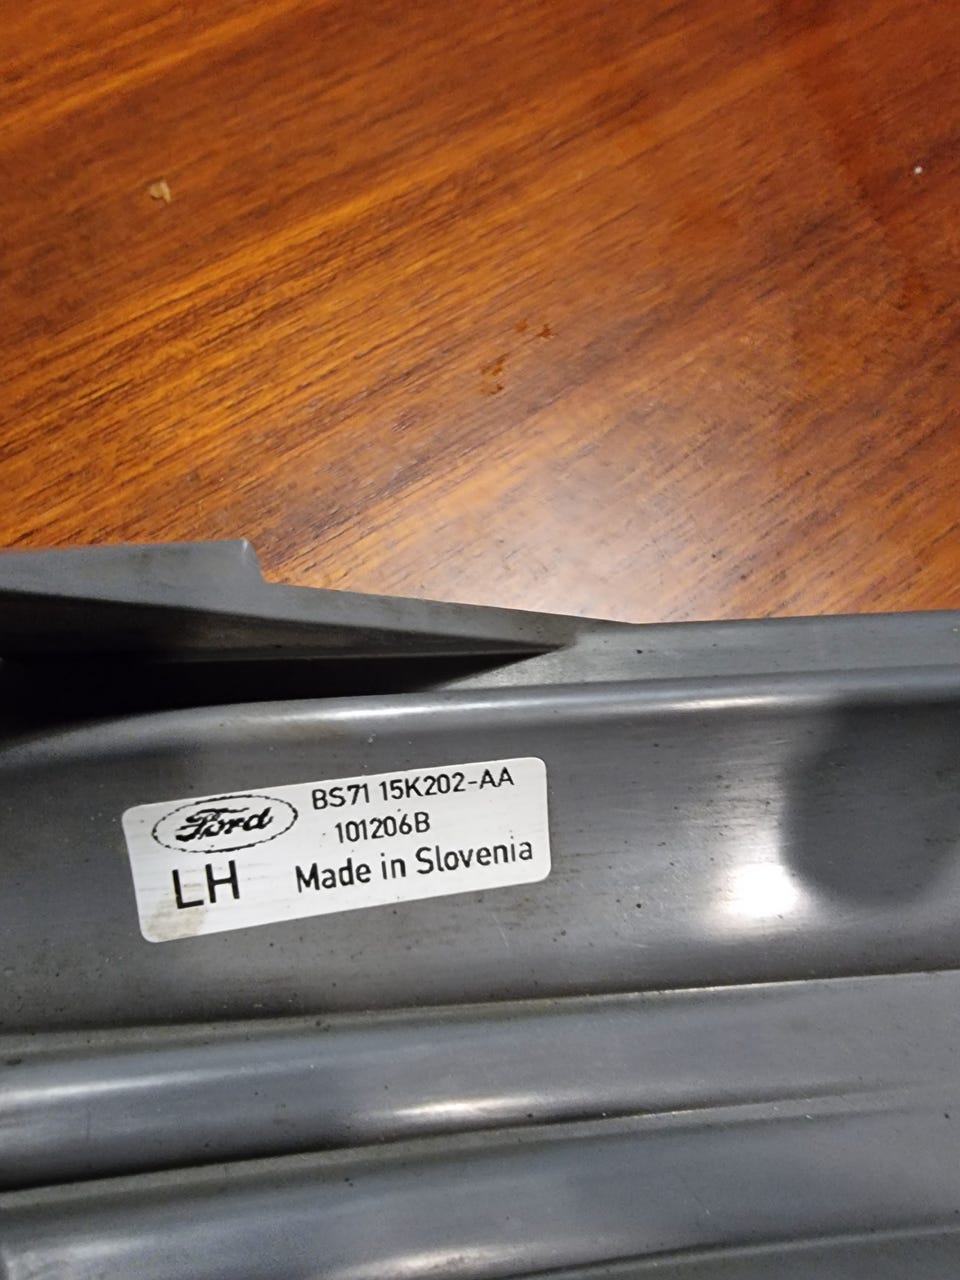 Ford
BS71 15K202-AA
101206B
LH
Made in Slovenia